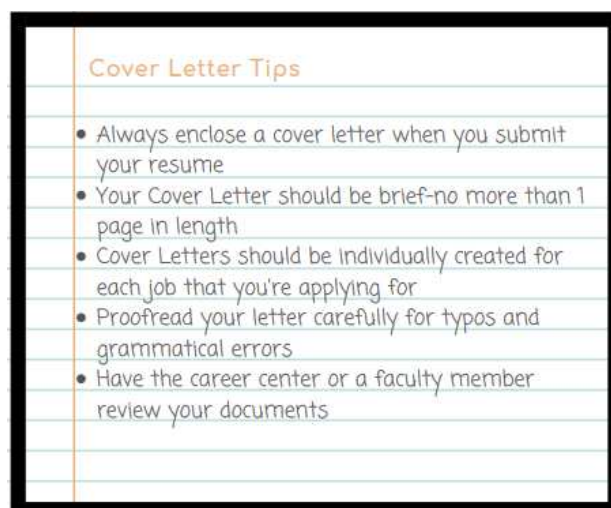 Cover Letter Tips
• Always enclose a cover letter when you submit
your resume
• Your Cover Letter should be brief-no more than 1
page in length
• Cover Letters should be individually created for
each job that you're applying for
• Proofread your letter carefully for typos and
grammatical errors
• Have the career center or a faculty member
review your documents